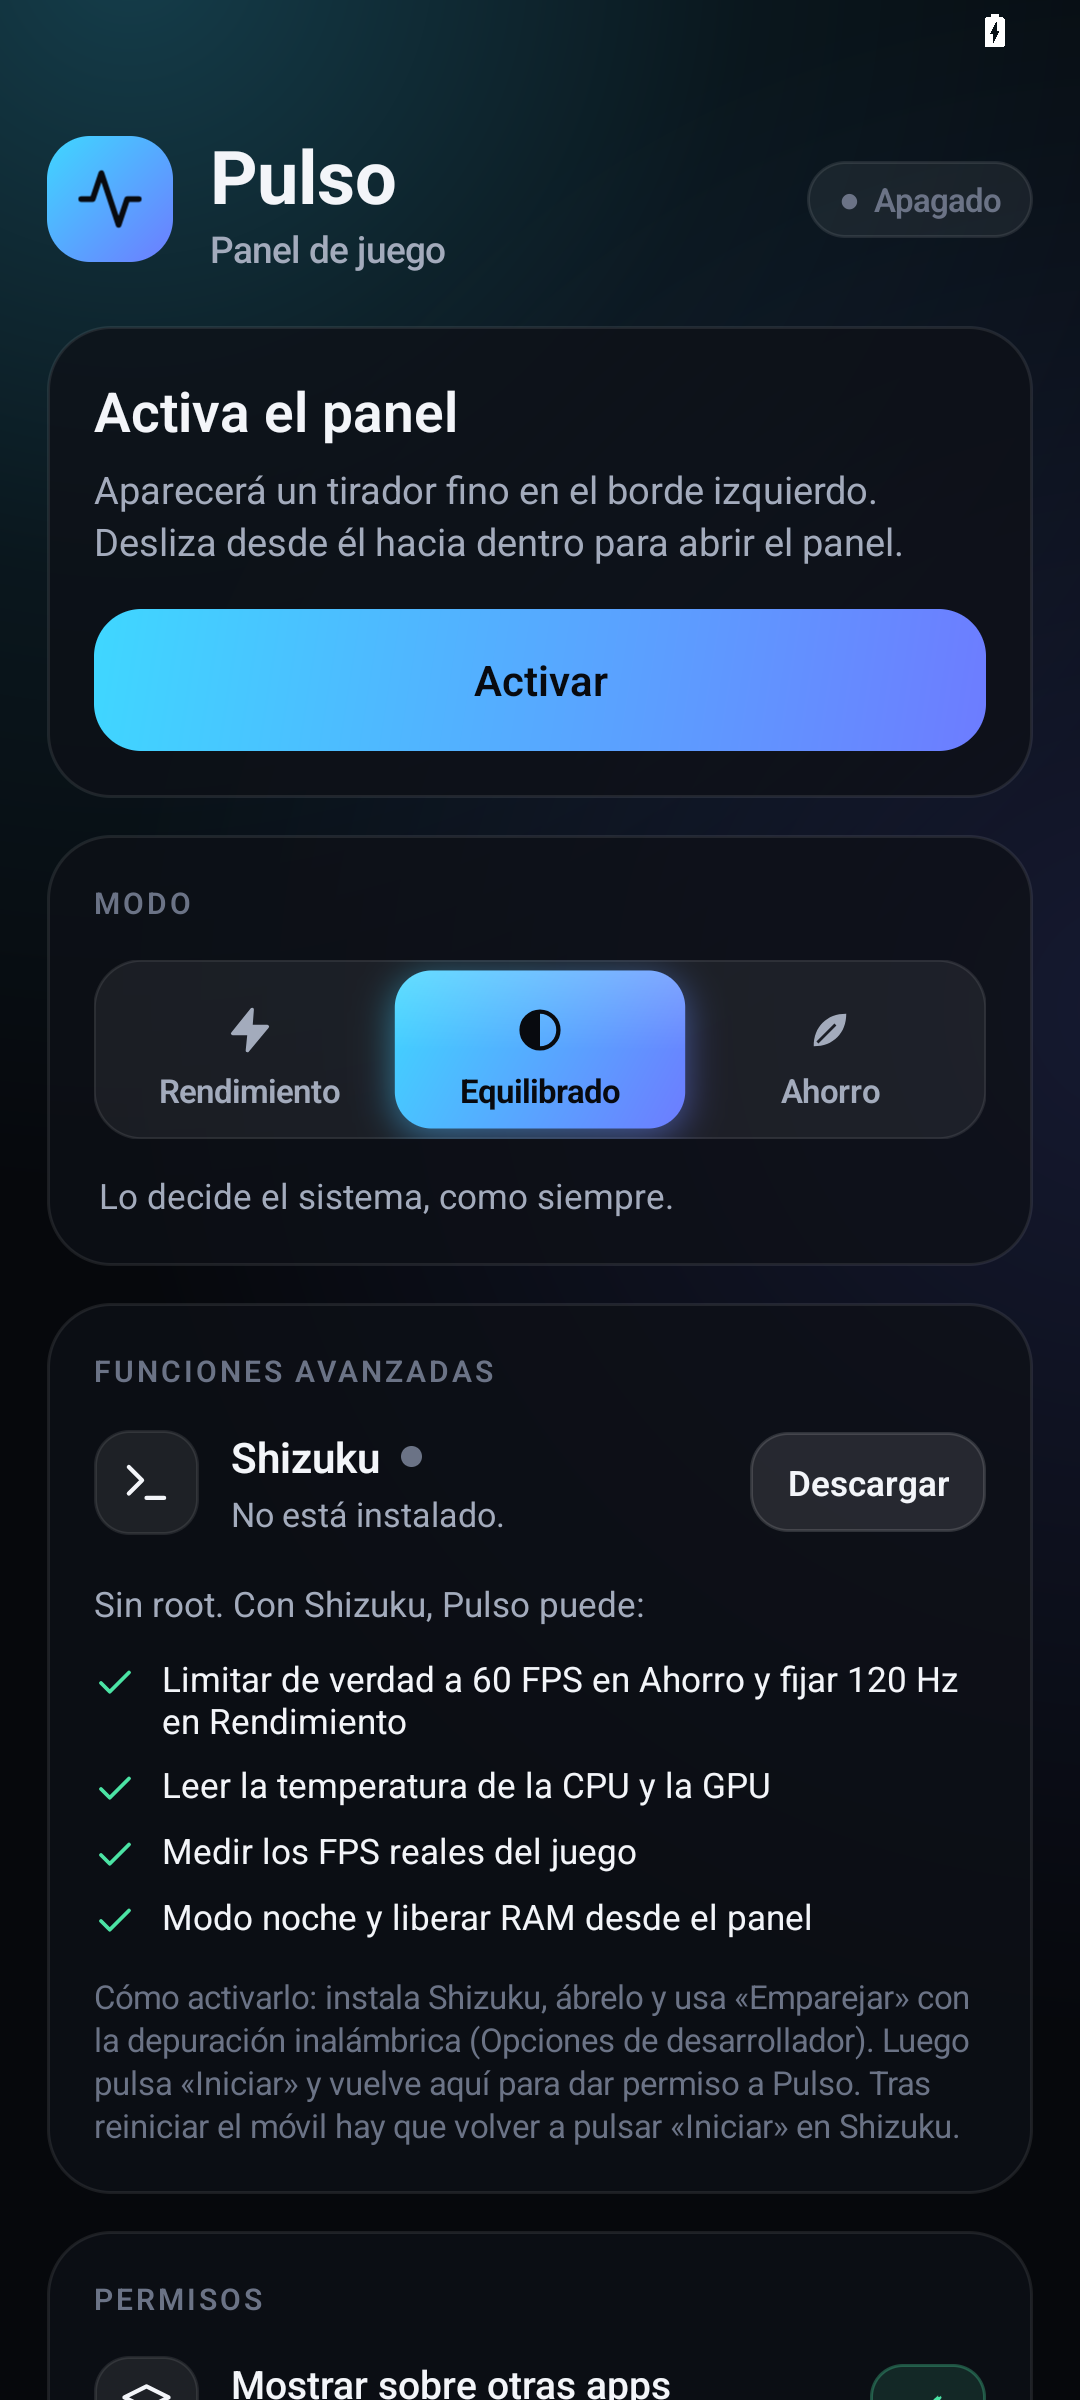 Pulso
Panel de juego
Apagado
Activa el panel
Aparecerá un tirador fino en el borde izquierdo.
Desliza desde él hacia dentro para abrir el panel.
Activar
MODO
Rendimiento
Equilibrado
Ahorro
Lo decide el sistema, como siempre.
FUNCIONES AVANZADAS
Shizuku
No está instalado.
Descargar
Sin root. Con Shizuku, Pulso puede:
Limitar de verdad a 60 FPS en Ahorro y fijar 120 Hz
en Rendimiento
Leer la temperatura de la CPU y la GPU
Medir los FPS reales del juego
Modo noche y liberar RAM desde el panel
Cómo activarlo: instala Shizuku, ábrelo y usa «Emparejar» con
la depuración inalámbrica (Opciones de desarrollador). Luego
pulsa «Iniciar» y vuelve aquí para dar permiso a Pulso. Tras
reiniciar el móvil hay que volver a pulsar «Iniciar» en Shizuku.
PERMISOS
Mostrar sobre otras apps